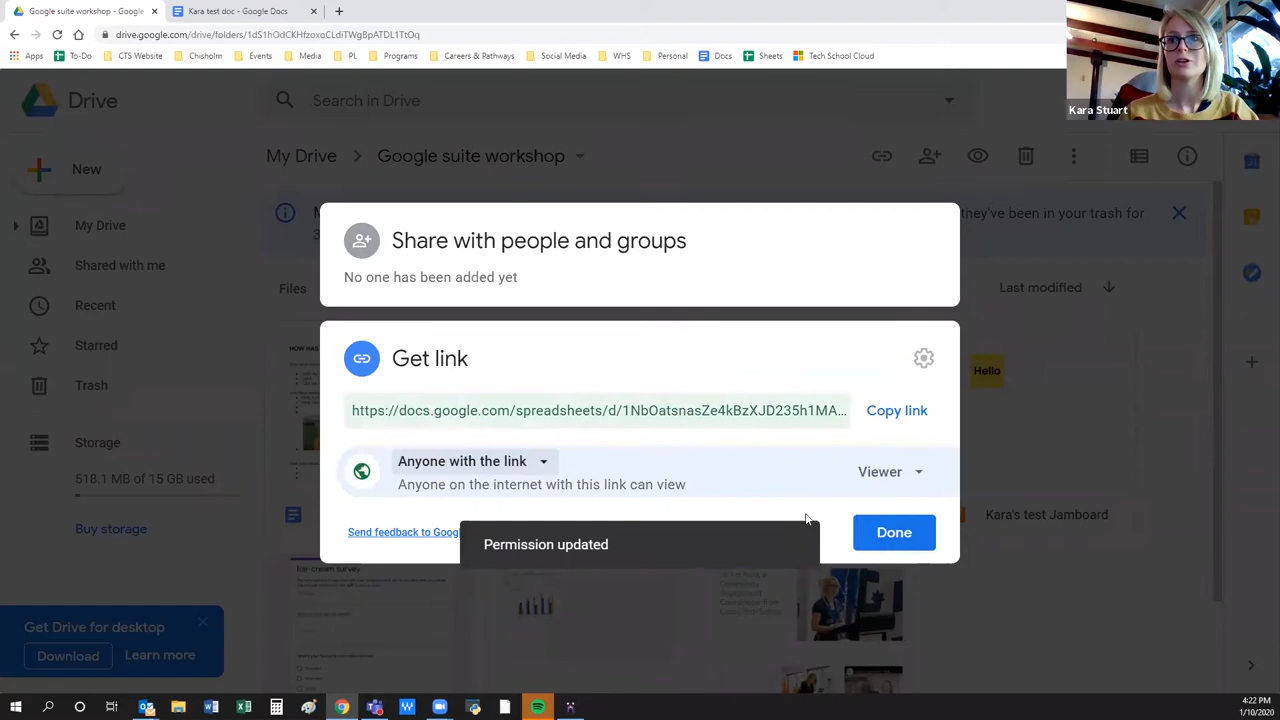 Google suite workshop - Google
Kara test doc - Google Docs
drive.google.com/drive/folders/1dS1hOdCKHfzoxoCLdiTWg8pATDL1TtOq
Apps
To-Do
CTS Website
Chisholm
Events
Media
PL
Programs
Careers & Pathways
Social Media
WHS
Personal
Docs
Sheets
Tech School Cloud
Kara Stuart
Drive
Search in Drive
New
My Drive
Google suite workshop
My Drive
Shared with me
Recent
Starred
Trash
Storage
518.1 MB of 15 GB used
Buy storage
they've been in your trash for
Files
Last modified
Share with people and groups
No one has been added yet
Get link
https://docs.google.com/spreadsheets/d/1NbOatsnasZe4kBzXJD235h1MA...
Copy link
Anyone with the link
Anyone on the internet with this link can view
Viewer
Send feedback to Googl
Done
Permission updated
Hello
Kara's test Jamboard
Ice-cream survey
Get Drive for desktop
Download
Learn more
4:22 PM
1/10/2020